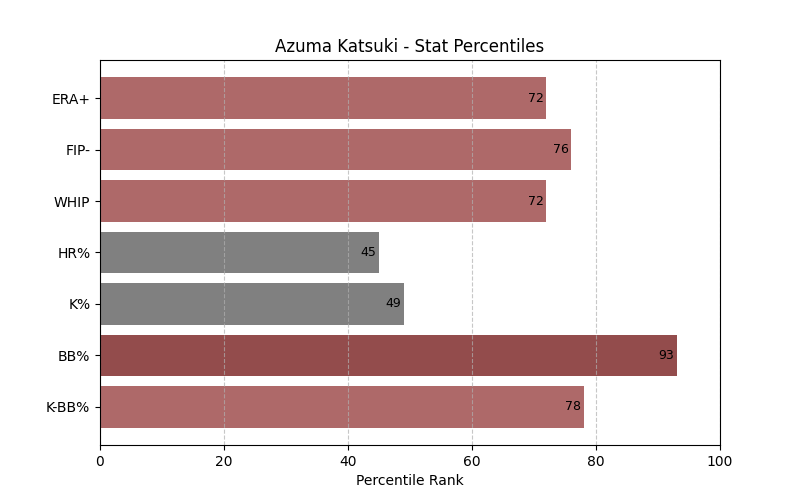 Azuma Katsuki - Stat Percentiles
ERA+ 72
FIP- 76
WHIP 72
HR% 45
K% 49
BB% 93
K-BB% 78
0 20 40 60 80 100
Percentile Rank